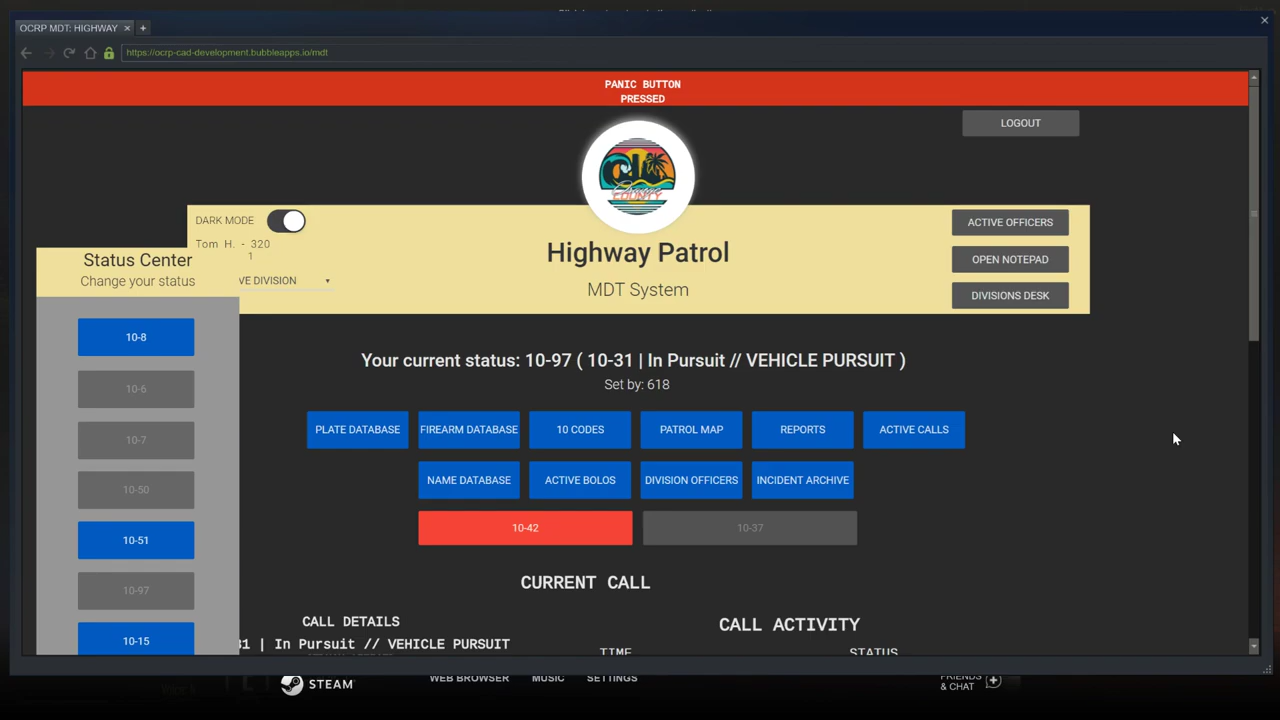 OCRP MDT: HIGHWAY
https://ocrp-cad-development.bubbleapps.io/mdt
PANIC BUTTON
PRESSED
LOGOUT
DARK MODE
Tom H. - 320
1
VE DIVISION
Highway Patrol
MDT System
ACTIVE OFFICERS
OPEN NOTEPAD
DIVISIONS DESK
Status Center
Change your status
10-8
10-6
10-7
10-50
10-51
10-97
10-15
Your current status: 10-97 ( 10-31 | In Pursuit // VEHICLE PURSUIT )
Set by: 618
PLATE DATABASE
FIREARM DATABASE
10 CODES
PATROL MAP
REPORTS
ACTIVE CALLS
NAME DATABASE
ACTIVE BOLOS
DIVISION OFFICERS
INCIDENT ARCHIVE
10-42
10-37
CURRENT CALL
CALL DETAILS
31 | In Pursuit // VEHICLE PURSUIT
CALL ACTIVITY
TIME
STATUS
STEAM
WEB BROWSER
MUSIC
SETTINGS
FRIENDS
& CHAT